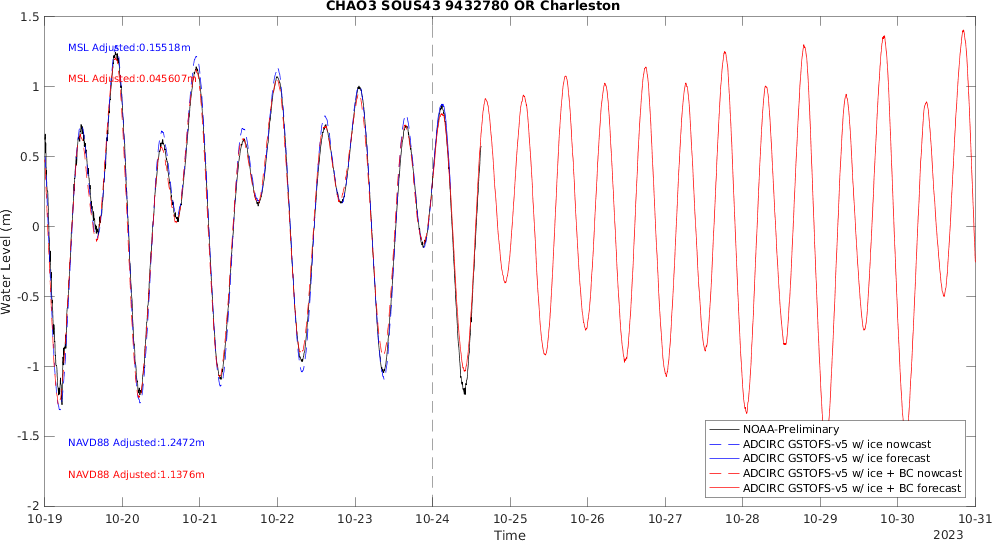 CHAO3 SOUS43 9432780 OR Charleston
1.5
MSL Adjusted:0.15518m
MSL Adjusted:0.045607m
1
0.5
0
-0.5
-1
-1.5
-2
Water Level (m)
NAVD88 Adjusted:1.2472m
NAVD88 Adjusted:1.1376m
NOAA-Preliminary
ADCIRC GSTOFS-v5 w/ ice nowcast
ADCIRC GSTOFS-v5 w/ ice forecast
ADCIRC GSTOFS-v5 w/ ice + BC nowcast
ADCIRC GSTOFS-v5 w/ ice + BC forecast
10-19 10-20 10-21 10-22 10-23 10-24 10-25 10-26 10-27 10-28 10-29 10-30 10-31
Time
2023